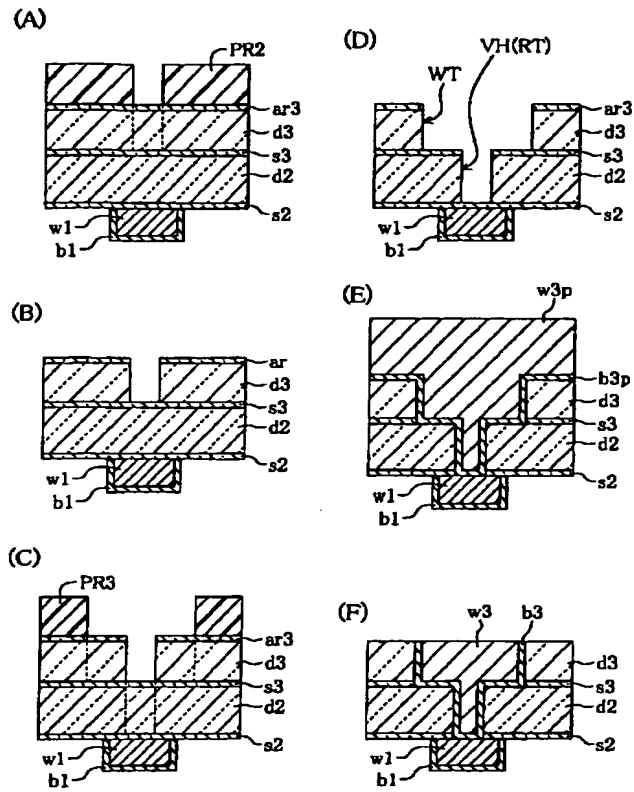 (A)
PR2
ar3
d3
s3
d2
s2
w1
b1
(B)
ar
d3
s3
d2
s2
w1
b1
(C)
PR3
ar3
d3
s3
d2
s2
w1
b1
(D)
WT
VH(RT)
ar3
d3
s3
d2
s2
w1
b1
(E)
w3p
b3p
d3
s3
d2
s2
w1
b1
(F)
w3
b3
d3
s3
d2
s2
w1
b1